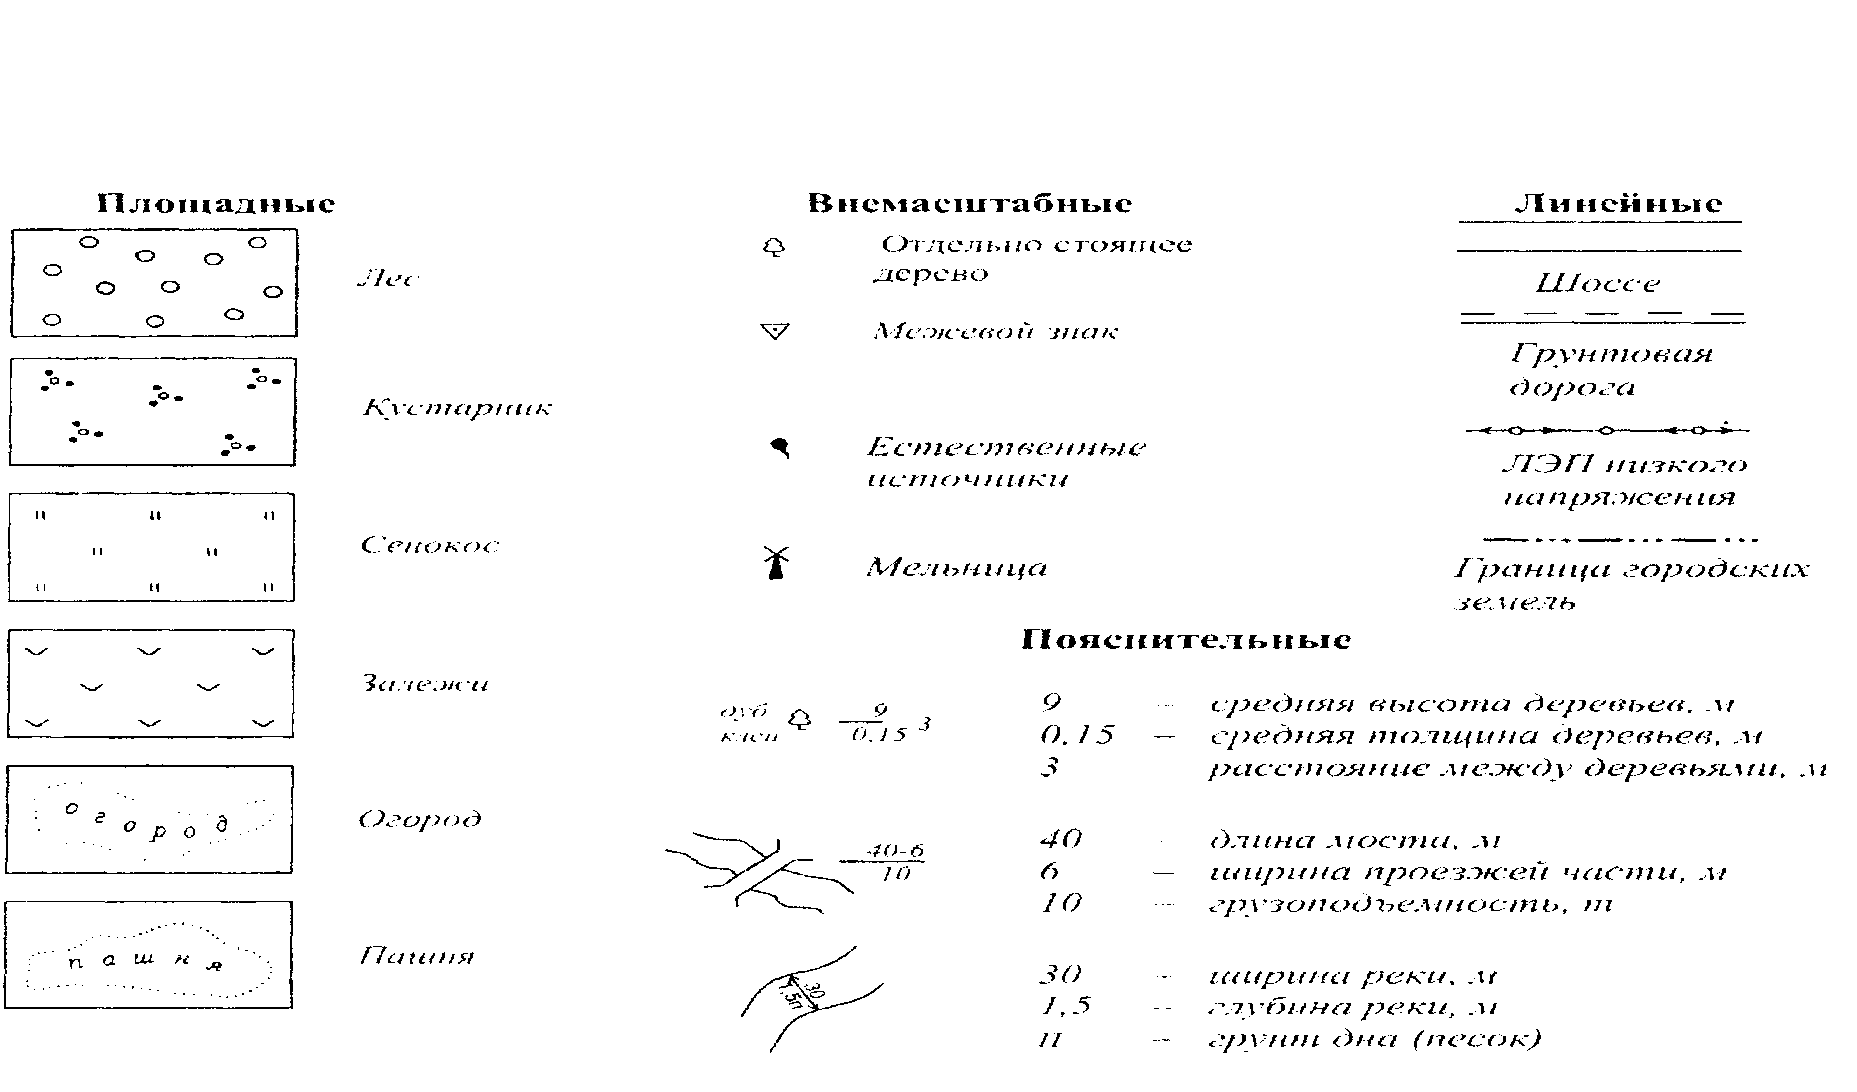 Площадные
Лес
Кустарник
Сенокос
Залежи
огород
Огород
пашня
Пашня
Внемасштабные
Отдельно стоящее
дерево
Межевой знак
Естественные
источники
Мельница
Линейные
Шоссе
Грунтовая
дорога
ЛЭП низкого
напряжения
Граница городских
земель
Пояснительные
дуб
клен
9
0,15 3
9 – средняя высота деревьев, м
0,15 – средняя толщина деревьев, м
3 расстояние между деревьями, м
40-6
10
40 - длина моста, м
6 – ширина проезжей части, м
10 – грузоподъемность, т
30
1,5п
30 – ширина реки, м
1,5 – глубина реки, м
п – грунт дна (песок)